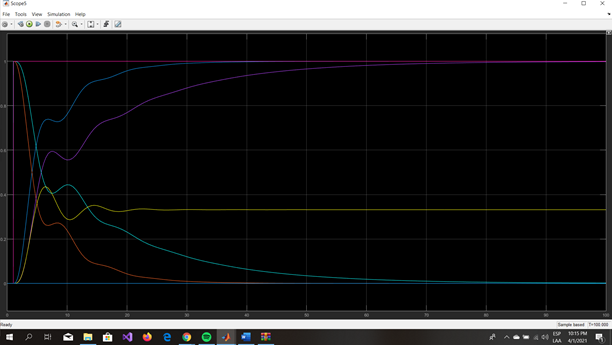 Scope5
File Tools View Simulation Help
1
0.8
0.6
0.4
0.2
0
0 10 20 30 40 50 60 70 80 90 100
Ready
Sample based T=100.000
ESP 10:15 PM
LAA 4/1/2021